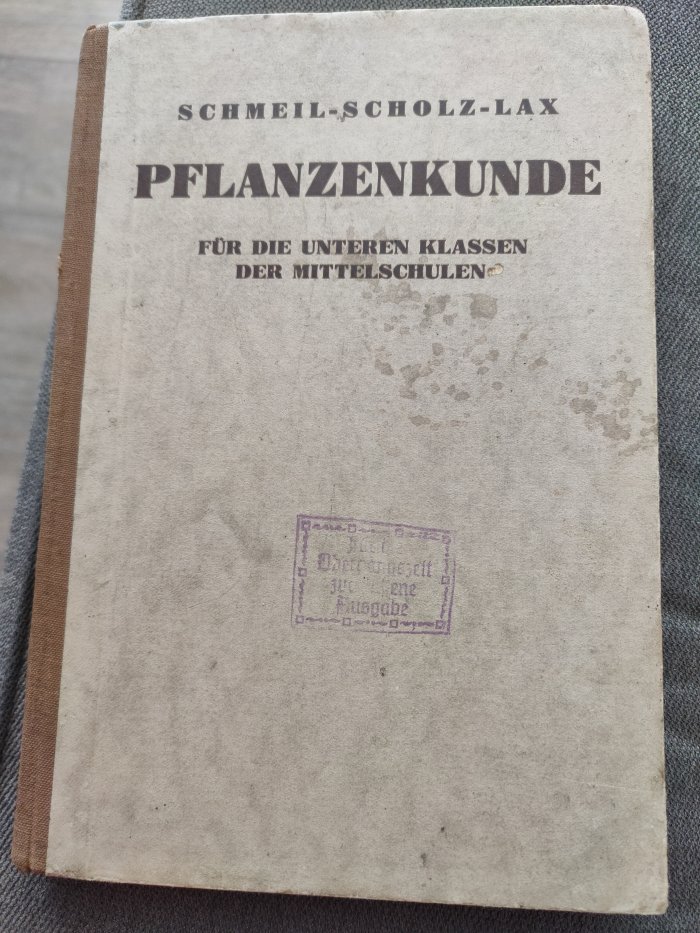 SCHMEIL-SCHOLZ-LAX
PFLANZENKUNDE
FÜR DIE UNTEREN KLASSEN
DER MITTELSCHULEN
Ausgabe